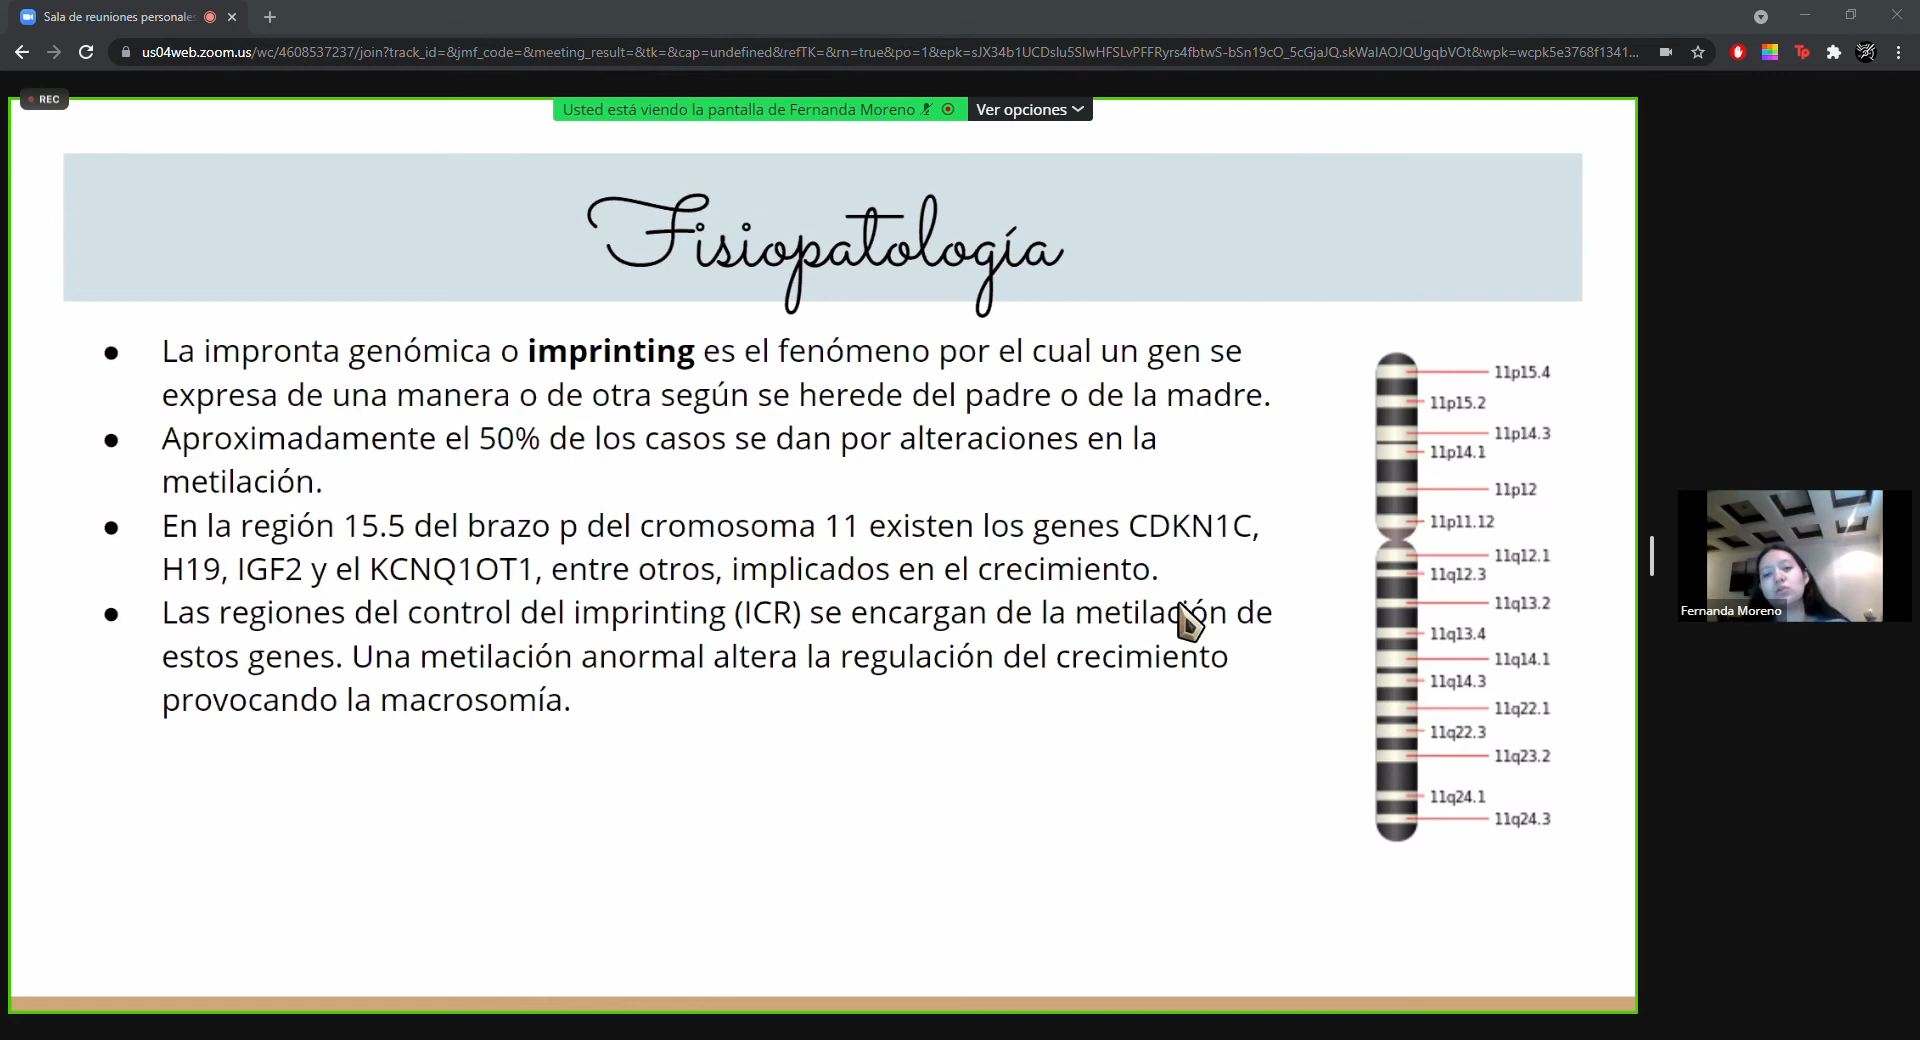 Sala de reuniones personales
us04web.zoom.us/wc/4608537237/join?track_id=&jmf_code=&meeting_result=&tk=&cap=undefined&refTK=&rn=true&po=1&epk=sJX34b1UCDslu5SlwHFSLvPFFRyrs4fbtwS-bSn19cO_5cGjaJQ.skWaIAOJQUgqbVOt&wpk=wcpk5e3768f1341...
REC
Usted está viendo la pantalla de Fernanda Moreno
Ver opciones
Fisiopatología
● La impronta genómica o imprinting es el fenómeno por el cual un gen se
expresa de una manera o de otra según se herede del padre o de la madre.
● Aproximadamente el 50% de los casos se dan por alteraciones en la
metilación.
● En la región 15.5 del brazo p del cromosoma 11 existen los genes CDKN1C,
H19, IGF2 y el KCNQ1OT1, entre otros, implicados en el crecimiento.
● Las regiones del control del imprinting (ICR) se encargan de la metilación de
estos genes. Una metilación anormal altera la regulación del crecimiento
provocando la macrosomía.
11p15.4
11p15.2
11p14.3
11p14.1
11p12
11p11.12
11q12.1
11q12.3
11q13.2
11q13.4
11q14.1
11q14.3
11q22.1
11q22.3
11q23.2
11q24.1
11q24.3
Fernanda Moreno